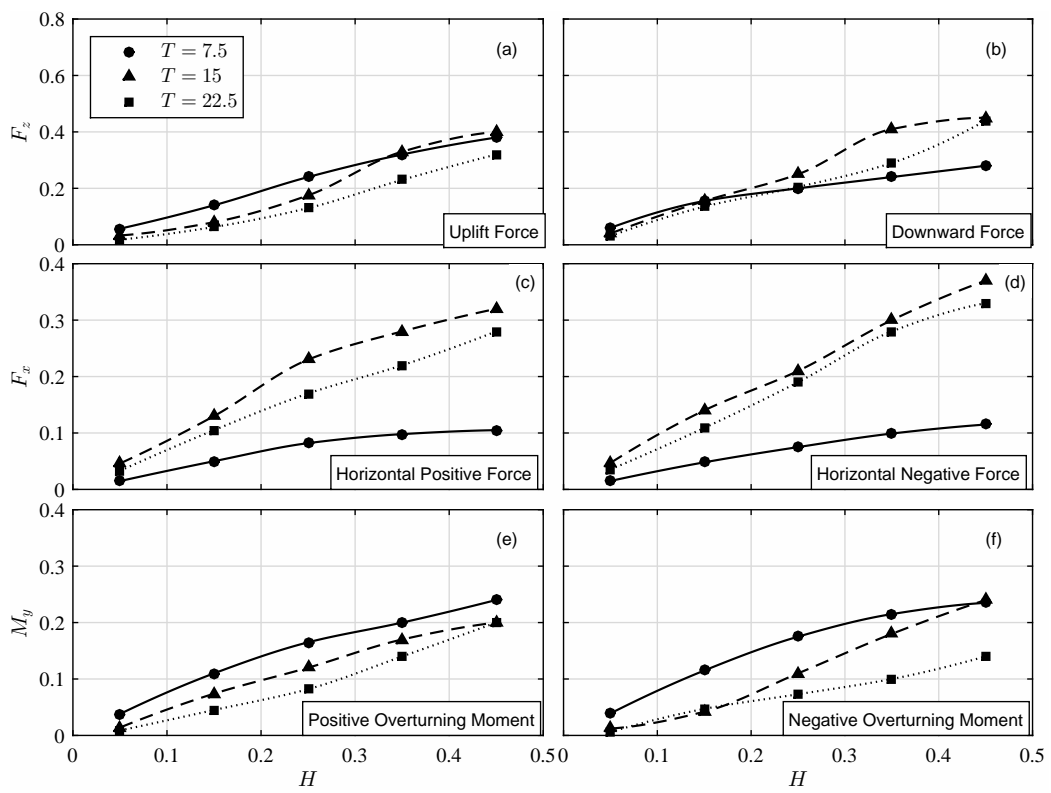 0.8
0.6
0.4
0.2
0
F_z
T = 7.5
T = 15
T = 22.5
(a)
Uplift Force
(b)
Downward Force
0.4
0.3
0.2
0.1
0
F_x
(c)
Horizontal Positive Force
(d)
Horizontal Negative Force
0.4
0.3
0.2
0.1
0
M_y
(e)
Positive Overturning Moment
(f)
Negative Overturning Moment
0 0.1 0.2 0.3 0.4 0.5
H
0 0.1 0.2 0.3 0.4 0.5
H